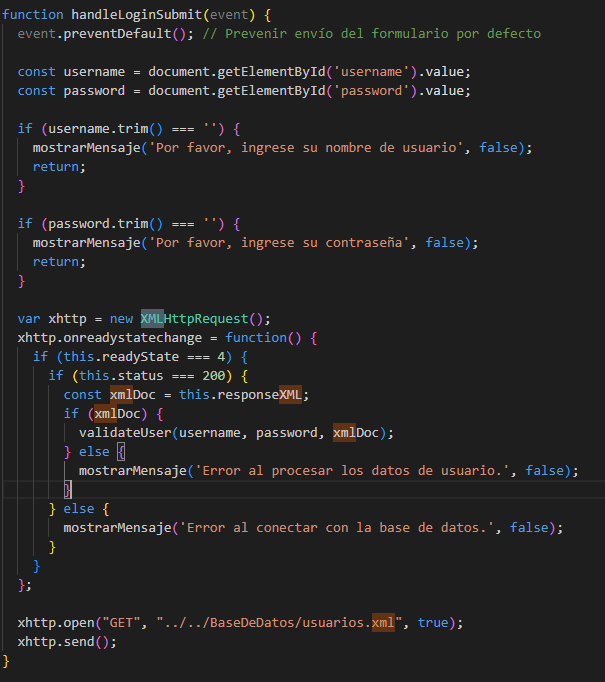 function handleLoginSubmit(event) {
  event.preventDefault(); // Prevenir envío del formulario por defecto

  const username = document.getElementById('username').value;
  const password = document.getElementById('password').value;

  if (username.trim() === '') {
    mostrarMensaje('Por favor, ingrese su nombre de usuario', false);
    return;
  }

  if (password.trim() === '') {
    mostrarMensaje('Por favor, ingrese su contraseña', false);
    return;
  }

  var xhttp = new XMLHttpRequest();
  xhttp.onreadystatechange = function() {
    if (this.readyState === 4) {
      if (this.status === 200) {
        const xmlDoc = this.responseXML;
        if (xmlDoc) {
          validateUser(username, password, xmlDoc);
        } else {
          mostrarMensaje('Error al procesar los datos de usuario.', false);
        }
      } else {
        mostrarMensaje('Error al conectar con la base de datos.', false);
      }
    }
  };

  xhttp.open("GET", "../../BaseDeDatos/usuarios.xml", true);
  xhttp.send();
}